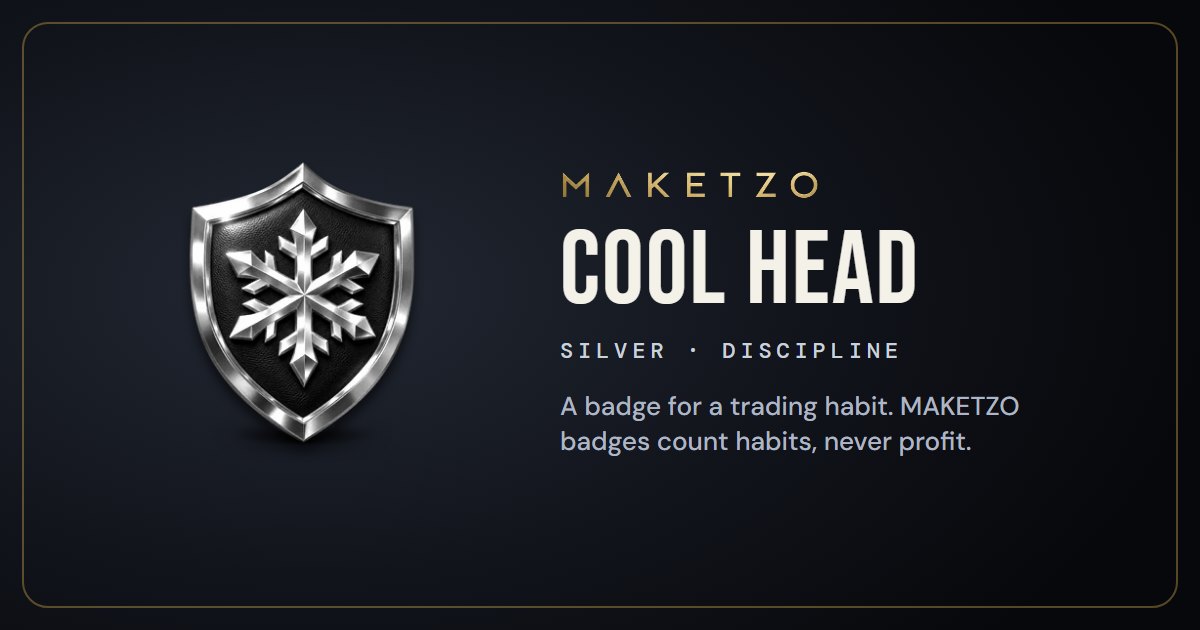 MAKETZO
COOL HEAD
SILVER · DISCIPLINE
A badge for a trading habit. MAKETZO
badges count habits, never profit.